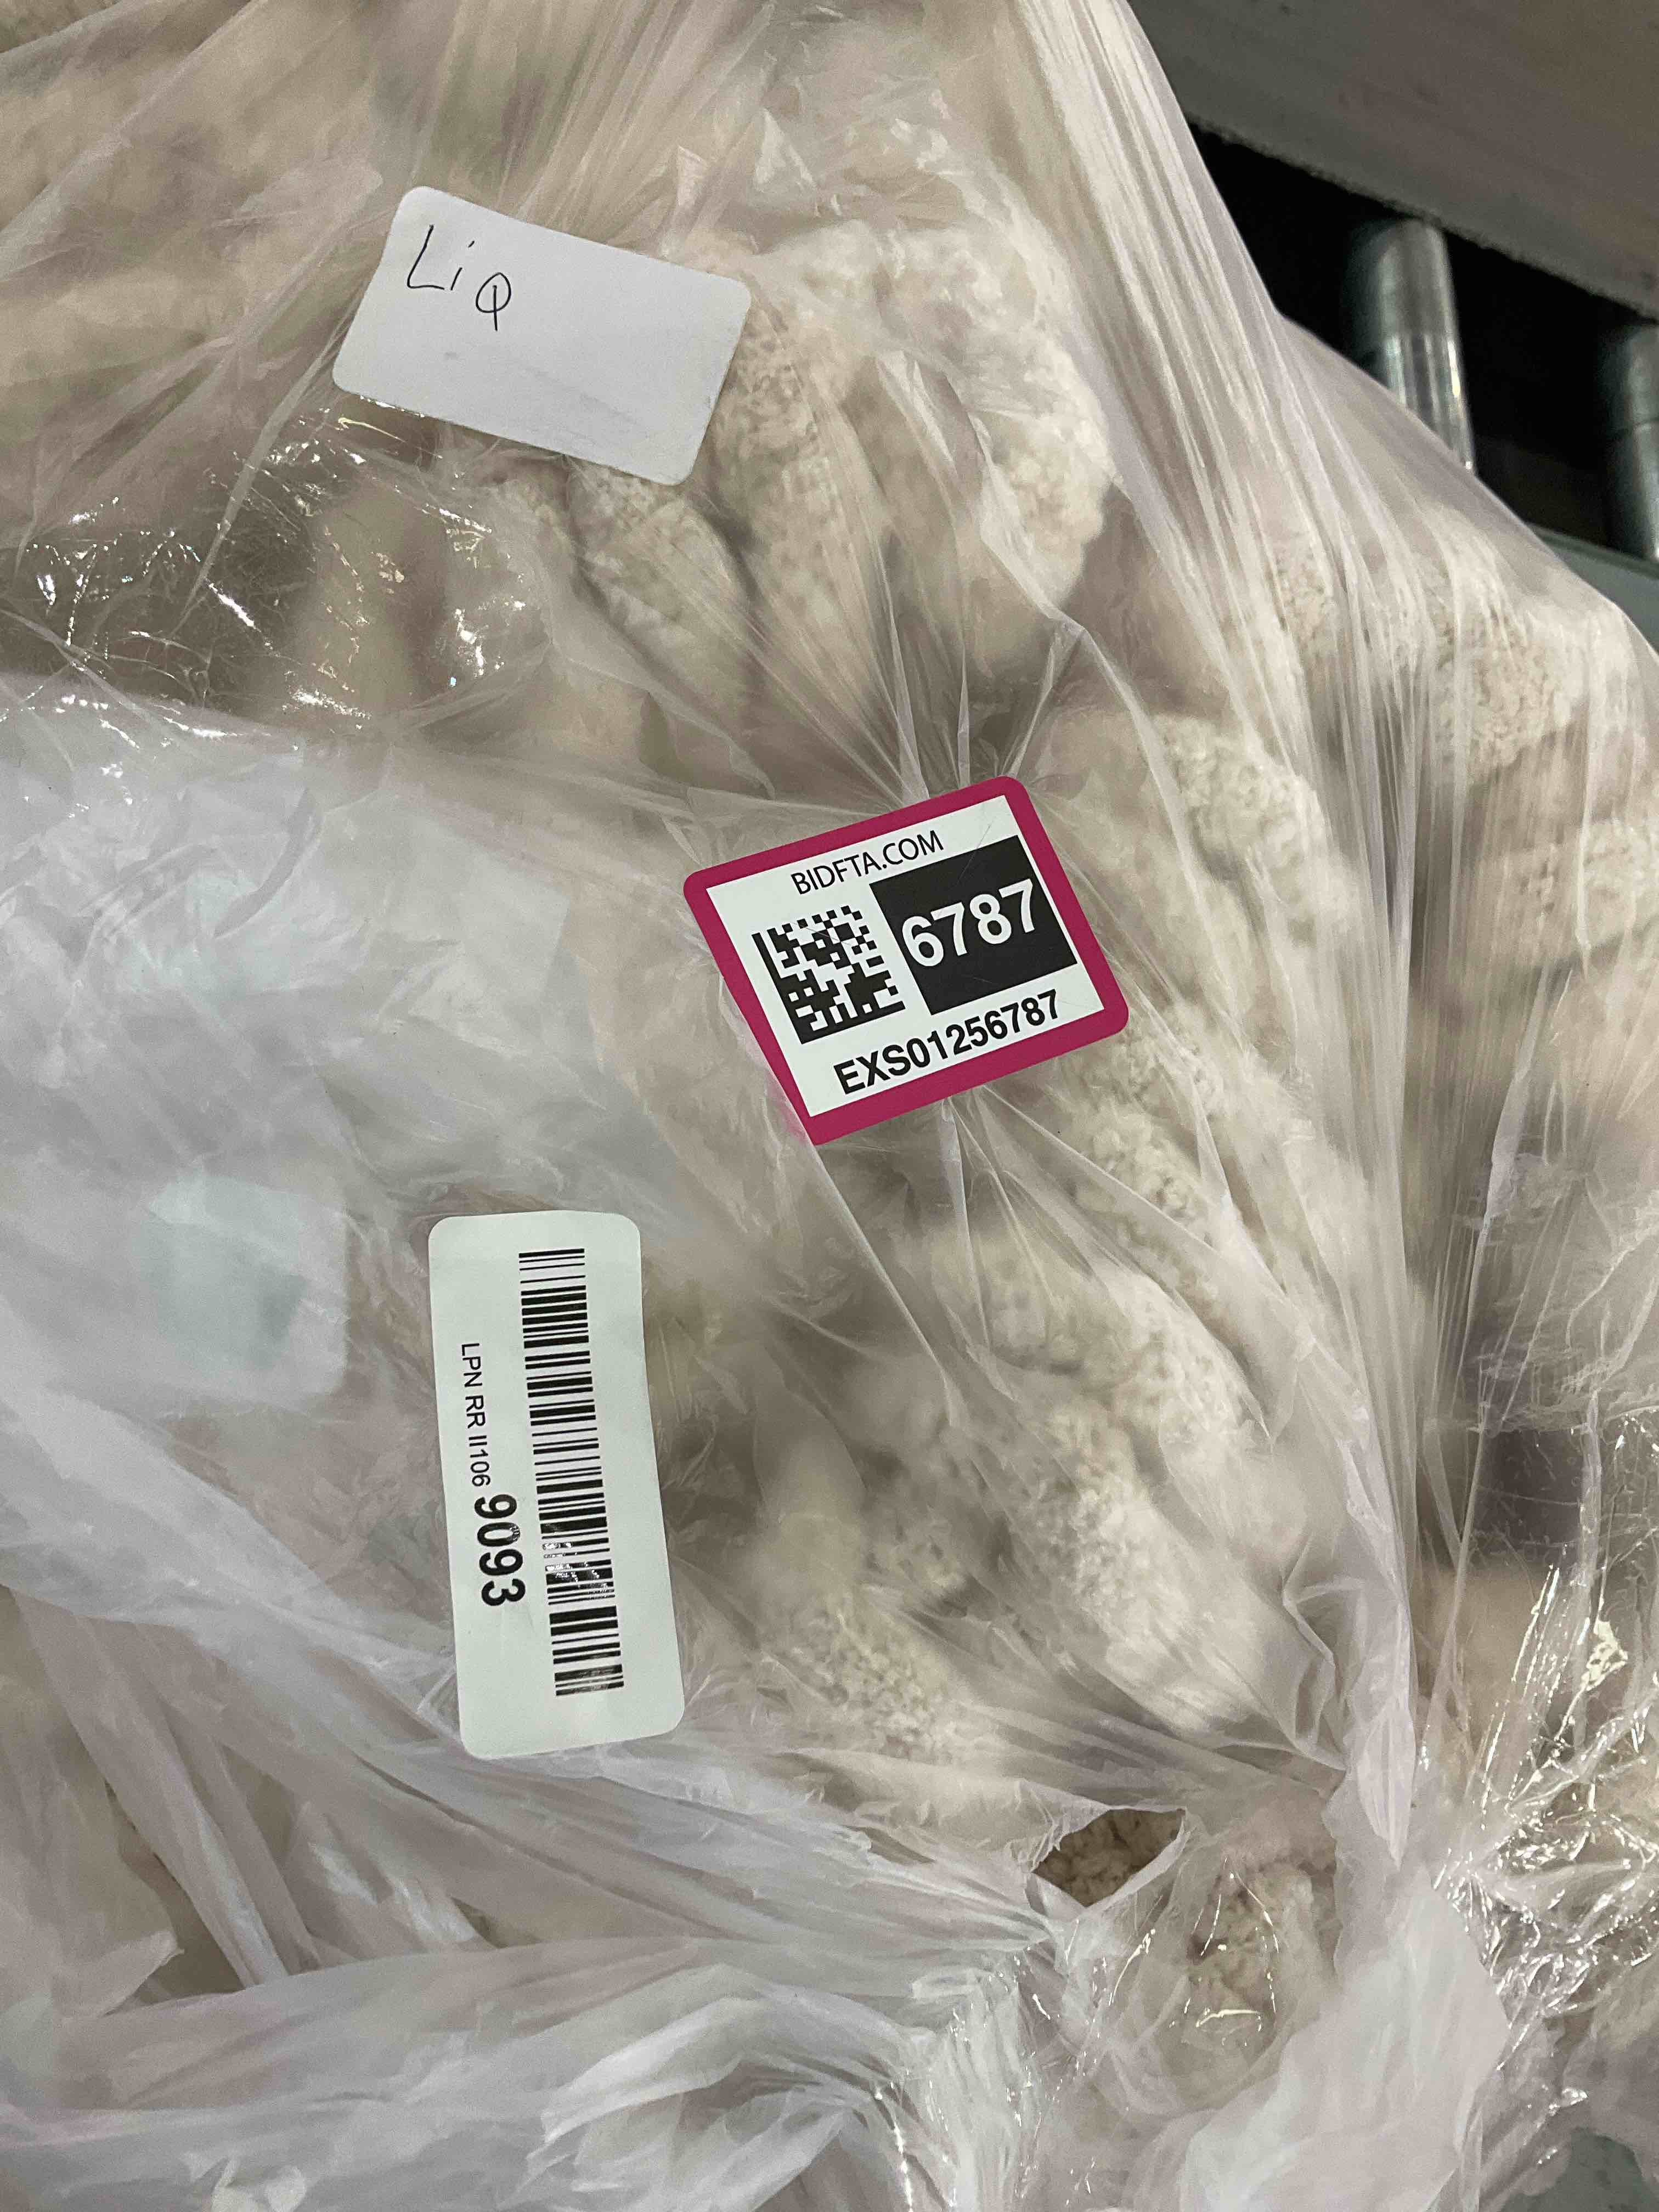 LiQ
BIDFTA.COM
6787
EXS01256787
LPN RR II106 9093